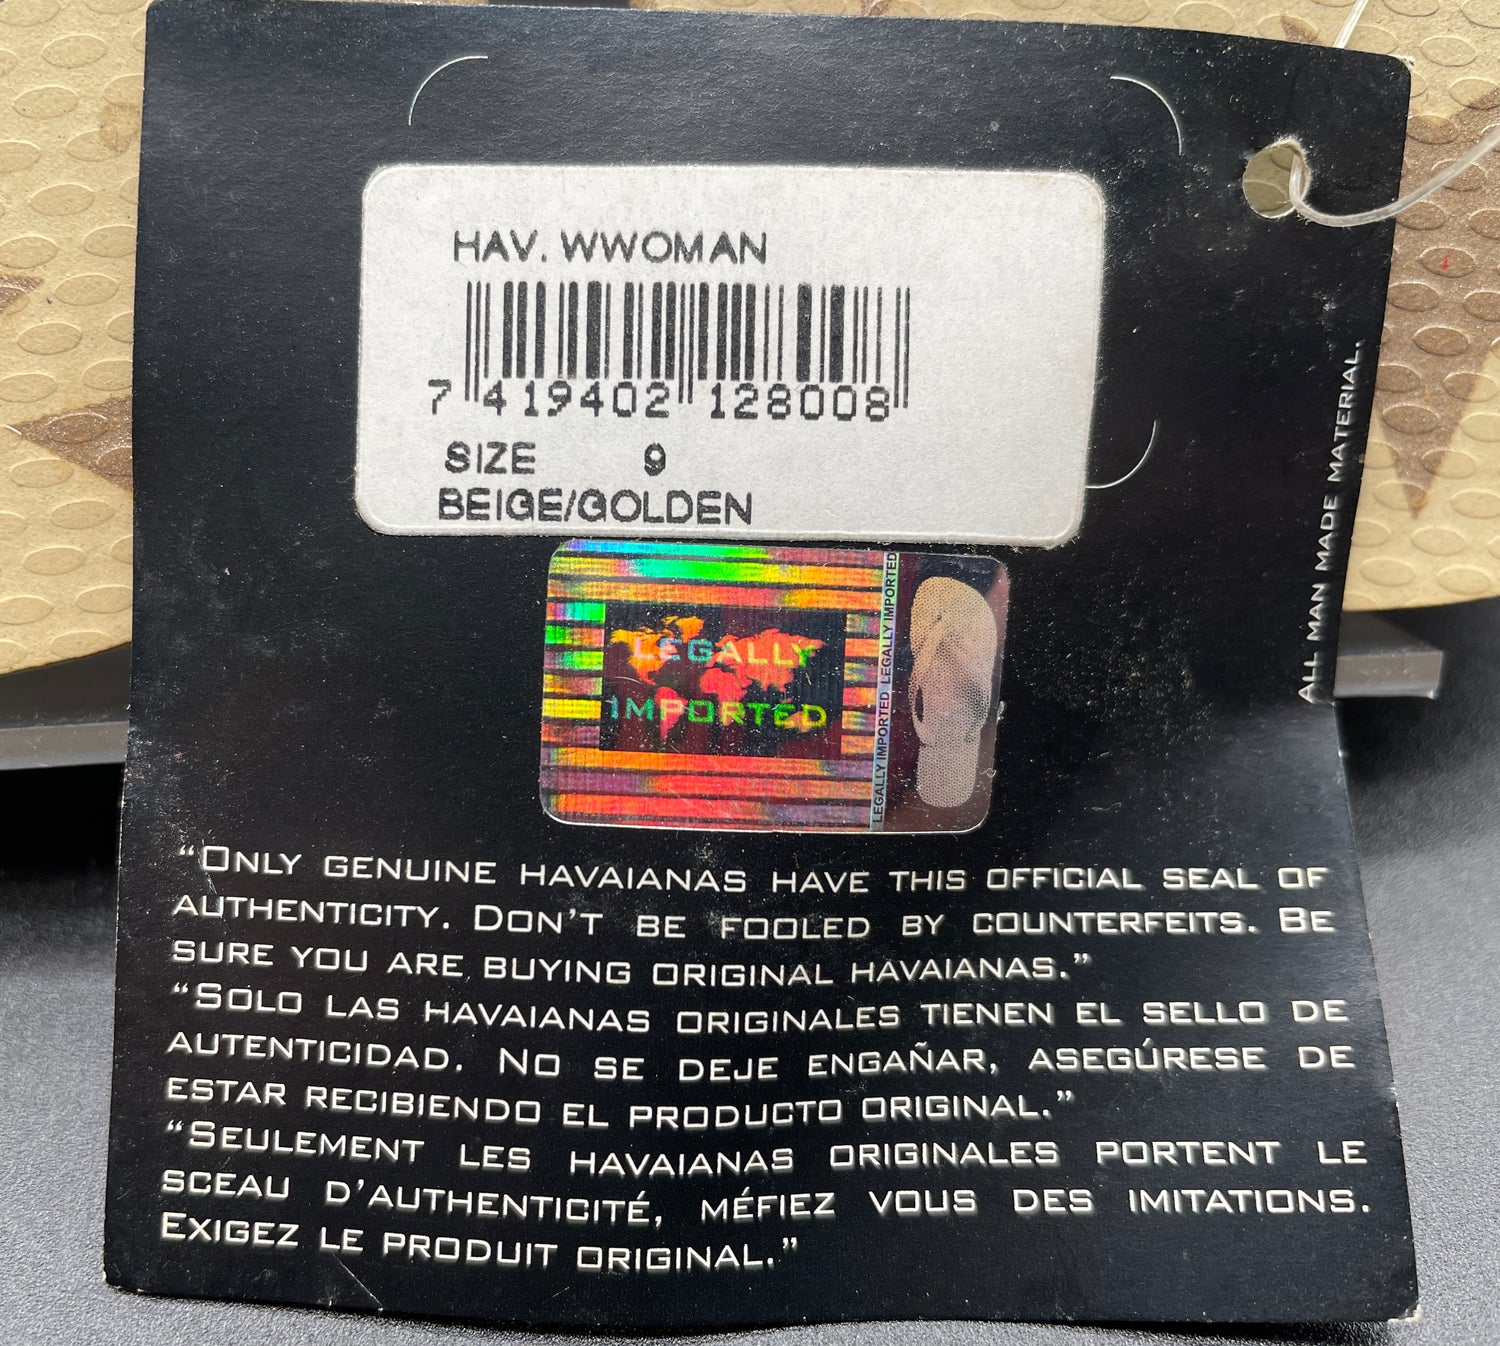 HAV. WWOMAN
7 419402 128008
SIZE 9
BEIGE/GOLDEN
LEGALLY
IMPORTED
LEGALLY IMPORTED LEGALLY IMPORTED
ALL MAN MADE MATERIAL.
“ONLY GENUINE HAVAIANAS HAVE THIS OFFICIAL SEAL OF
AUTHENTICITY. DON’T BE FOOLED BY COUNTERFEITS. BE
SURE YOU ARE BUYING ORIGINAL HAVAIANAS.”
“SOLO LAS HAVAIANAS ORIGINALES TIENEN EL SELLO DE
AUTENTICIDAD. NO SE DEJE ENGAÑAR, ASEGÚRESE DE
ESTAR RECIBIENDO EL PRODUCTO ORIGINAL.”
“SEULEMENT LES HAVAIANAS ORIGINALES PORTENT LE
SCEAU D’AUTHENTICITÉ, MÉFIEZ VOUS DES IMITATIONS.
EXIGEZ LE PRODUIT ORIGINAL.”